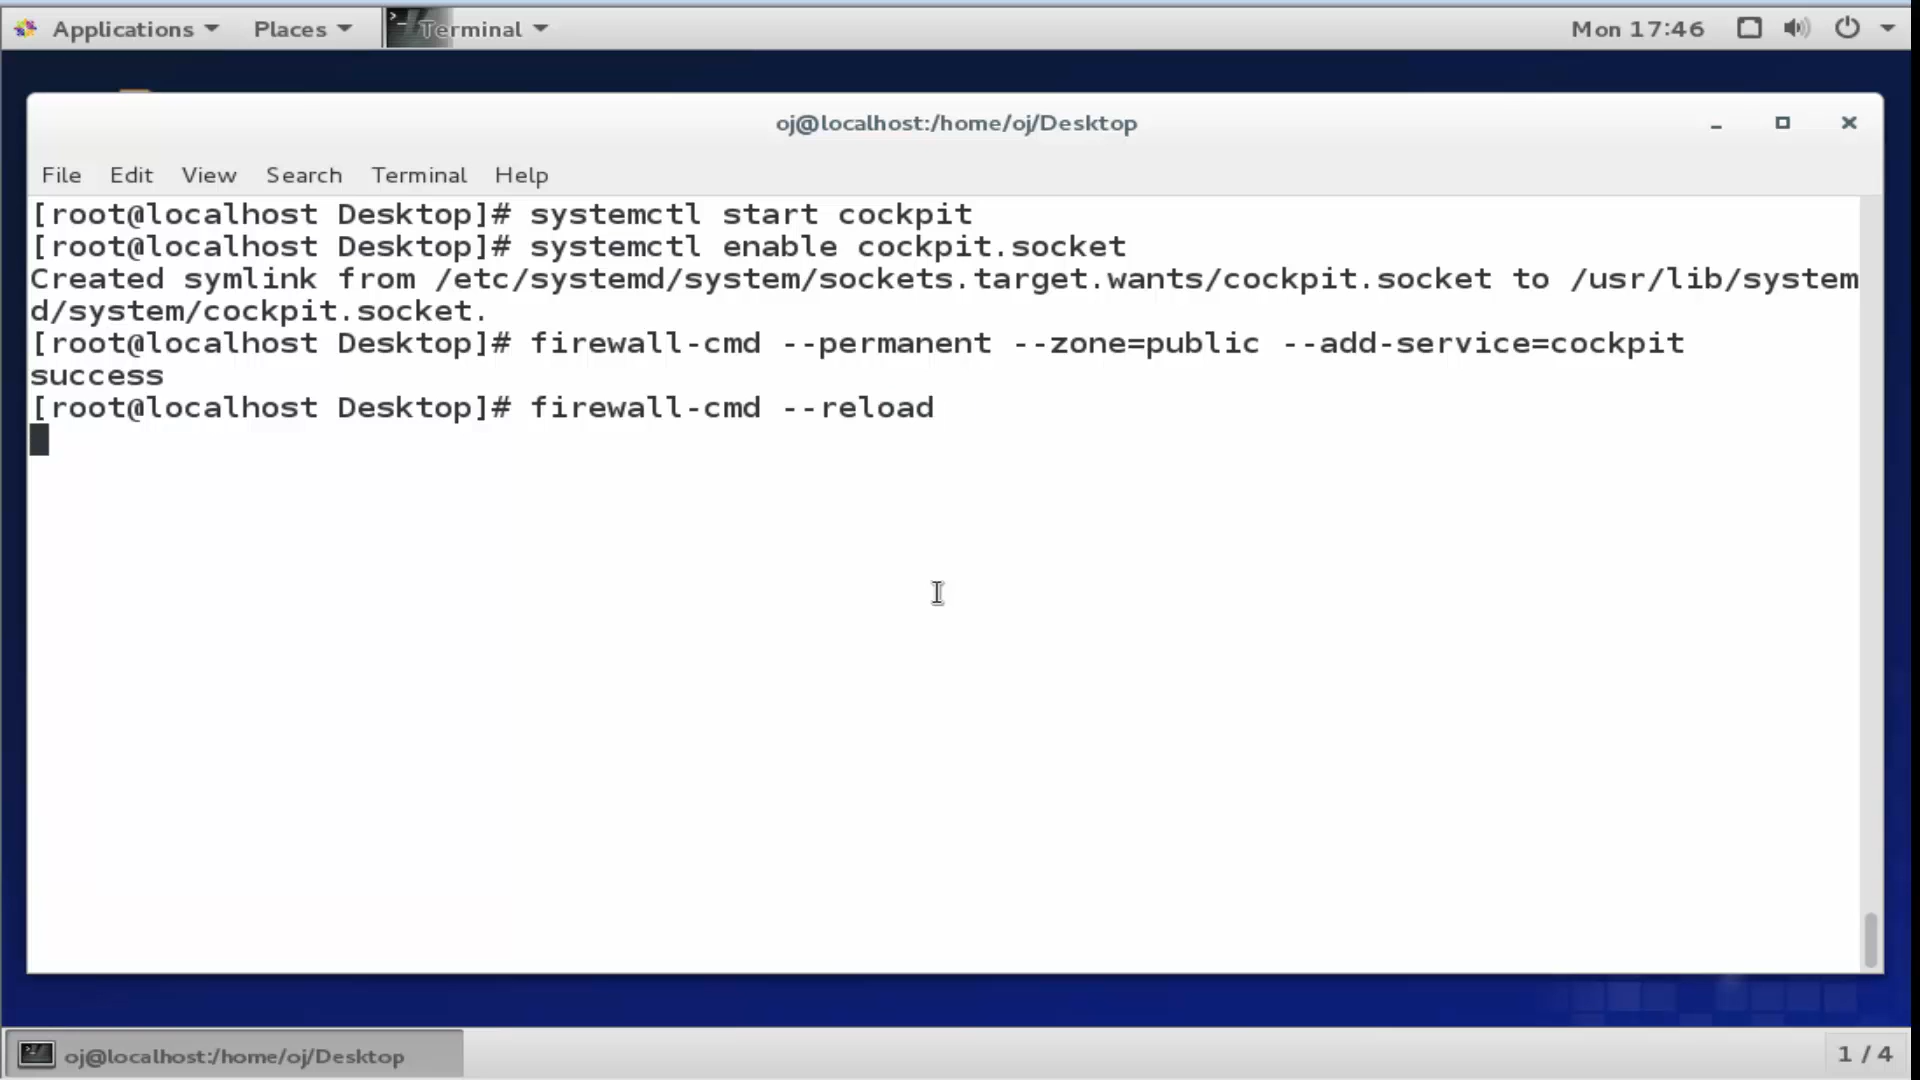 Applications Places Terminal Mon 17:46
oj@localhost:/home/oj/Desktop
File Edit View Search Terminal Help
[root@localhost Desktop]# systemctl start cockpit
[root@localhost Desktop]# systemctl enable cockpit.socket
Created symlink from /etc/systemd/system/sockets.target.wants/cockpit.socket to /usr/lib/system
d/system/cockpit.socket.
[root@localhost Desktop]# firewall-cmd --permanent --zone=public --add-service=cockpit
success
[root@localhost Desktop]# firewall-cmd --reload
oj@localhost:/home/oj/Desktop 1 / 4